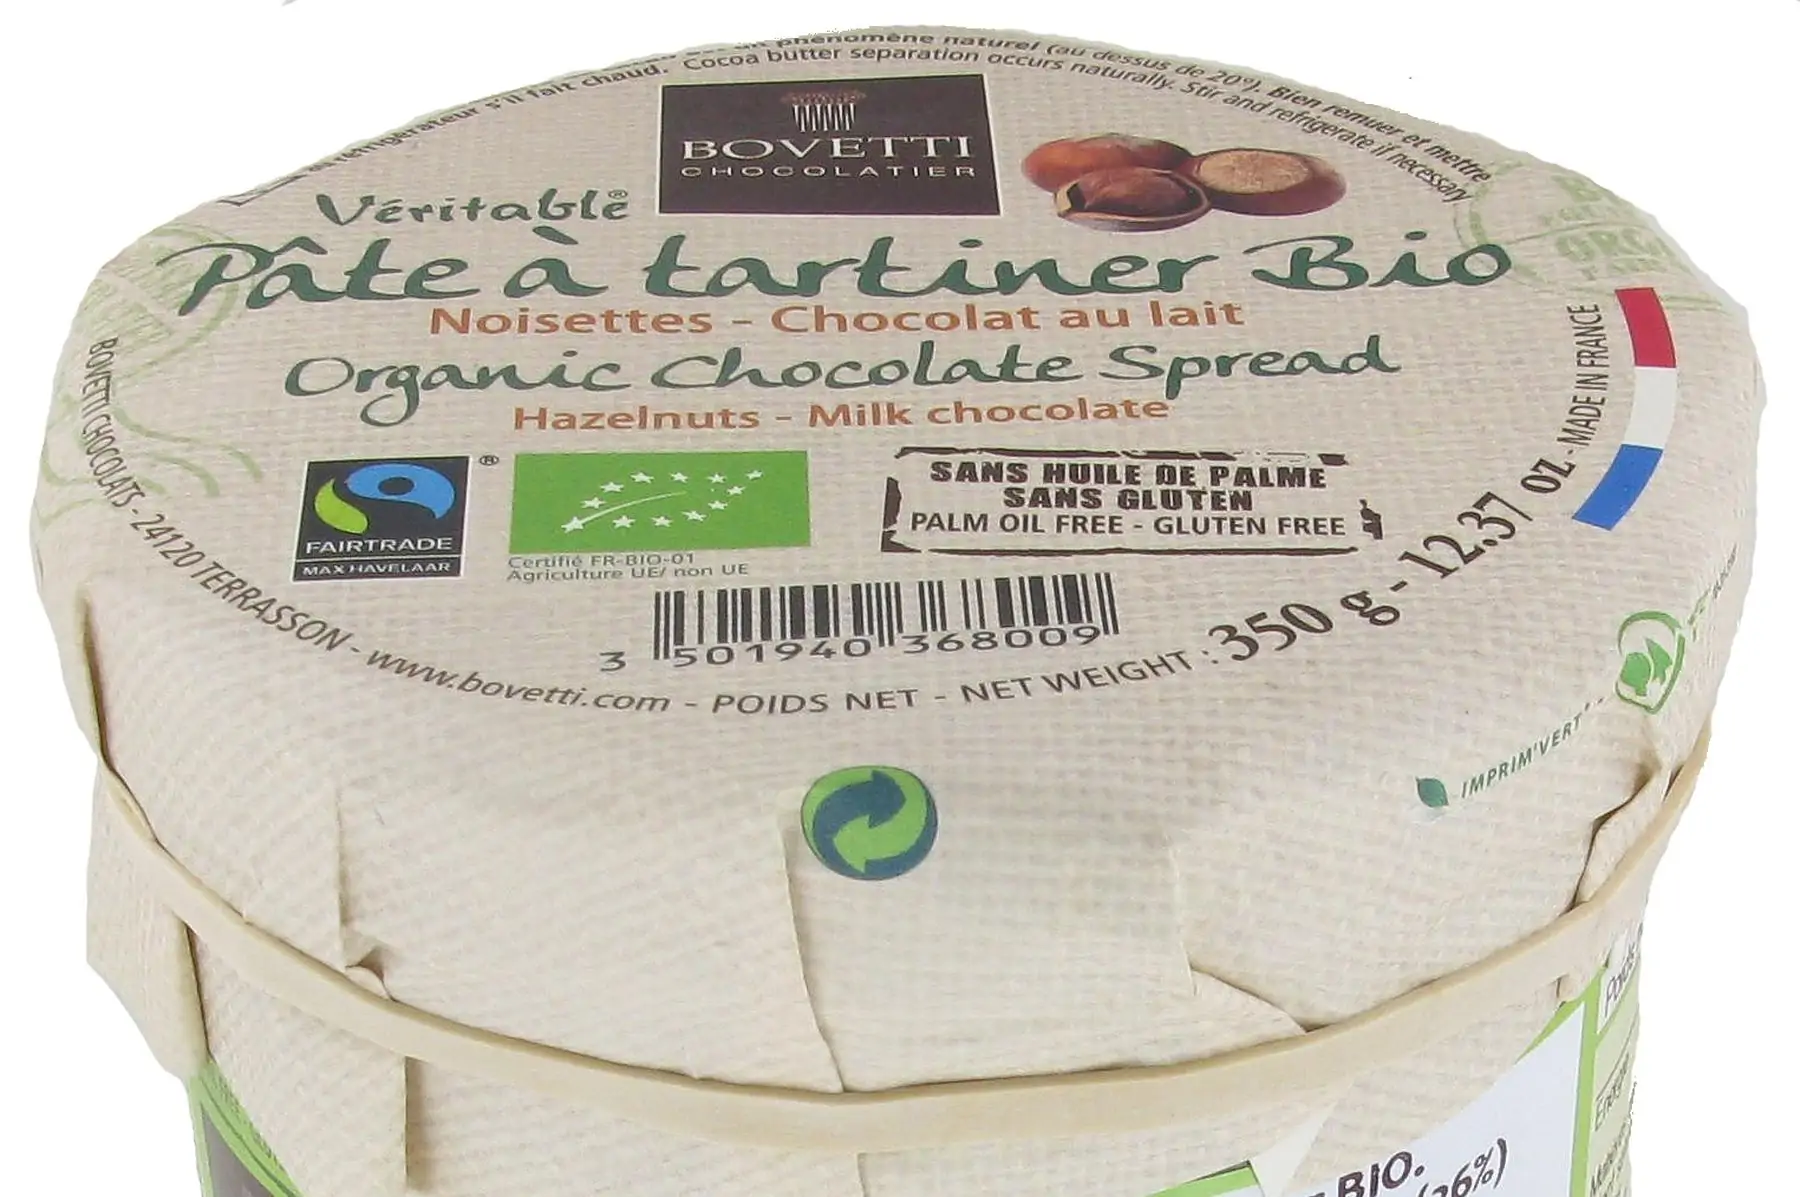 phénomène naturel (au dessus de 20°). Bien remuer et mettre
au réfrigérateur s'il fait chaud. Cocoa butter separation occurs naturally. Stir and refrigerate if necessary
BOVETTI
CHOCOLATIER
Véritable®
Pâte à tartiner Bio
Noisettes - Chocolat au lait
Organic Chocolate Spread
Hazelnuts - Milk chocolate
FAIRTRADE ®
MAX HAVELAAR
Certifié FR-BIO-01
Agriculture UE/ non UE
SANS HUILE DE PALME
SANS GLUTEN
PALM OIL FREE - GLUTEN FREE
3 501940 368009
BOVETTI CHOCOLATS - 24120 TERRASSON - www.bovetti.com - POIDS NET - NET WEIGHT : 350 g - 12.37 OZ - MADE IN FRANCE
IMPRIM'VERT
BIO.